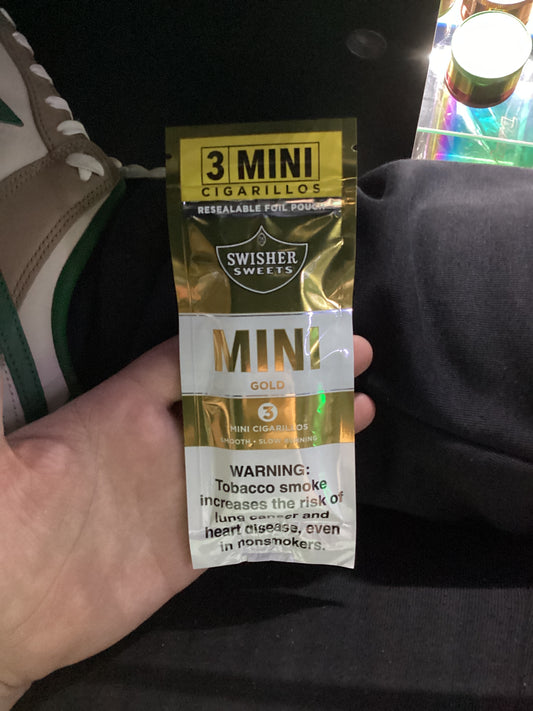 3 MINI
CIGARILLOS
RESEALABLE FOIL POUCH
SWISHER
SWEETS
MINI
GOLD
3
MINI CIGARILLOS
SMOOTH • SLOW BURNING
WARNING:
Tobacco smoke
increases the risk of
lung cancer and
heart disease, even
in nonsmokers.